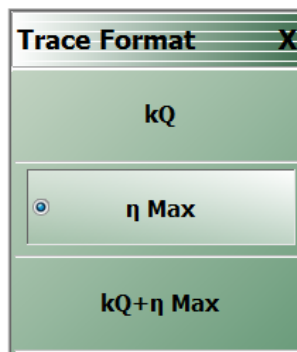 Trace Format X
kQ
η Max
kQ+η Max